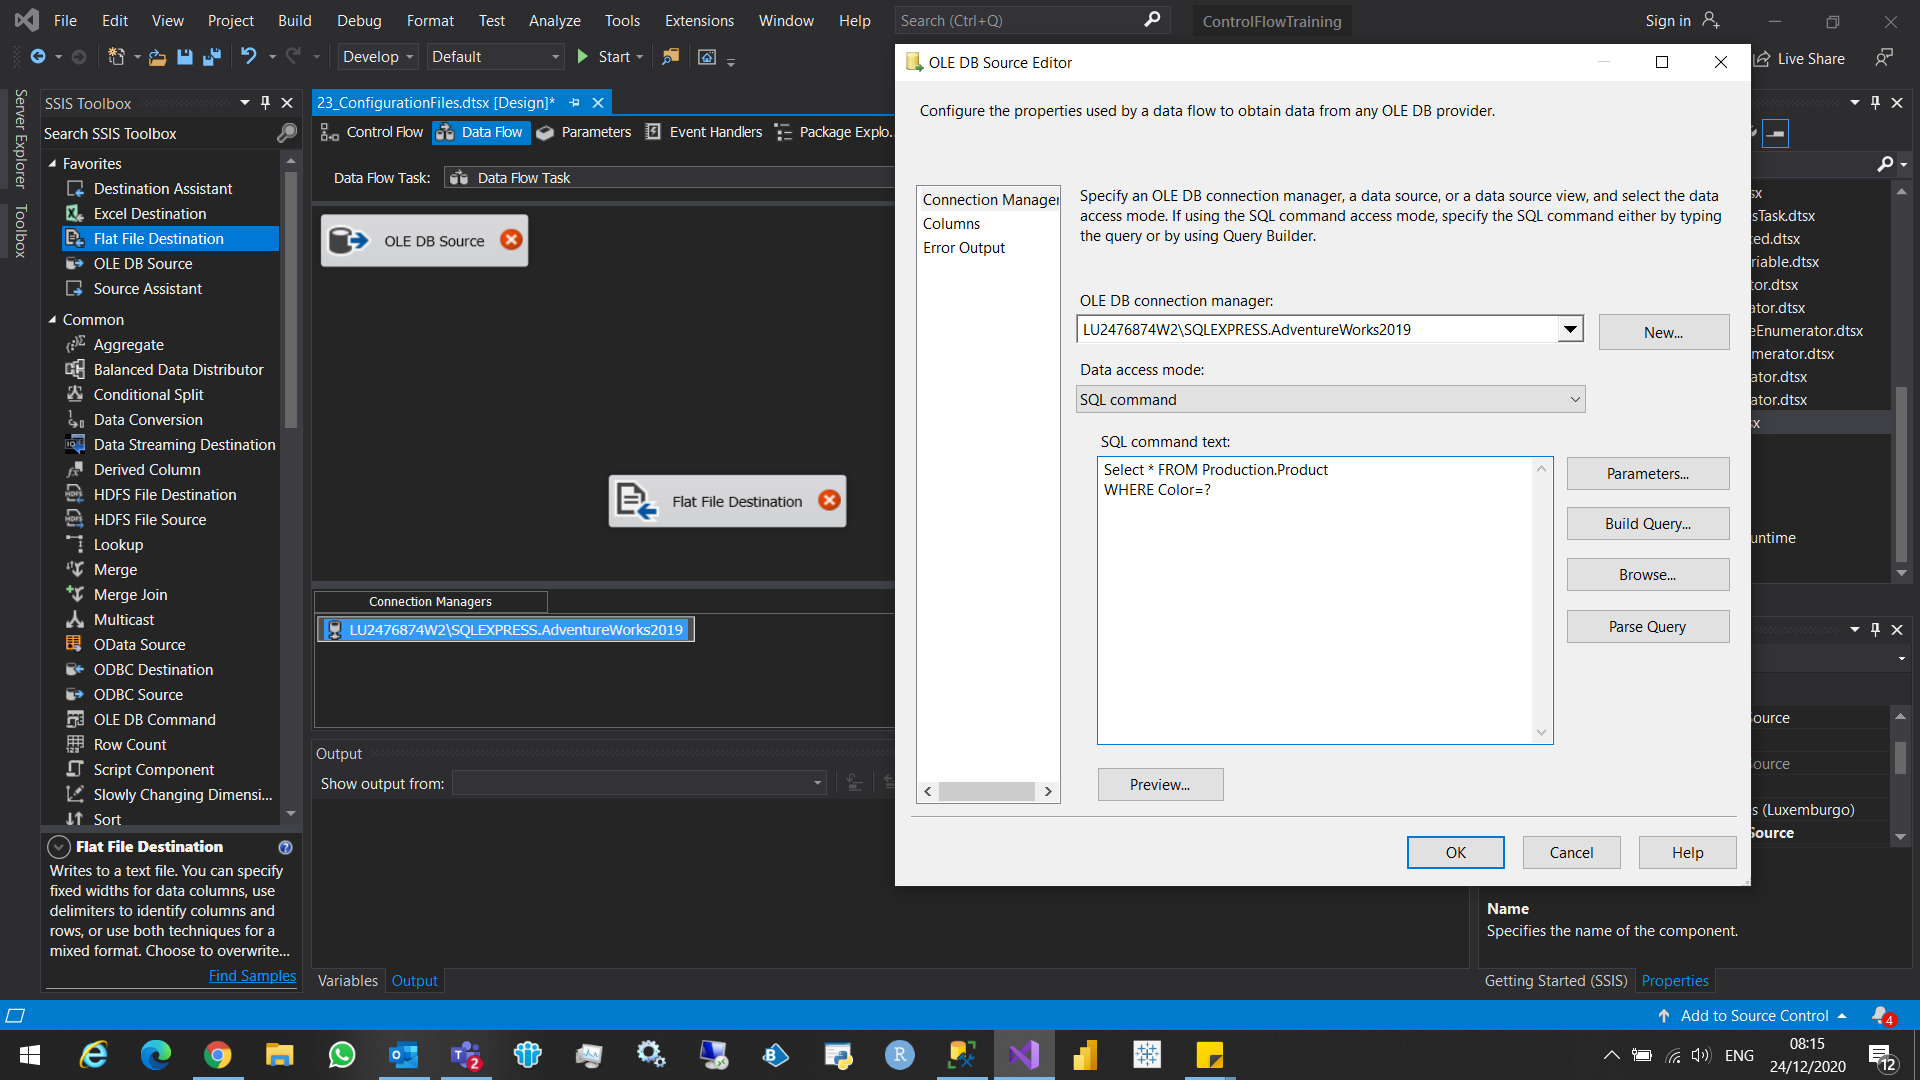 File Edit View Project Build Debug Format Test Analyze Tools Extensions Window Help
Search (Ctrl+Q)
ControlFlowTraining
Sign in
Develop
Default
Start
Live Share
Server Explorer
Toolbox
SSIS Toolbox
Search SSIS Toolbox
Favorites
Destination Assistant
Excel Destination
Flat File Destination
OLE DB Source
Source Assistant
Common
Aggregate
Balanced Data Distributor
Conditional Split
Data Conversion
Data Streaming Destination
Derived Column
HDFS File Destination
HDFS File Source
Lookup
Merge
Merge Join
Multicast
OData Source
ODBC Destination
ODBC Source
OLE DB Command
Row Count
Script Component
Slowly Changing Dimensi...
Sort
Flat File Destination
Writes to a text file. You can specify
fixed widths for data columns, use
delimiters to identify columns and
rows, or use both techniques for a
mixed format. Choose to overwrite...
Find Samples
23_ConfigurationFiles.dtsx [Design]*
Control Flow Data Flow Parameters Event Handlers Package Explo...
Data Flow Task: Data Flow Task
OLE DB Source
Flat File Destination
Connection Managers
LU2476874W2\SQLEXPRESS.AdventureWorks2019
Output
Show output from:
Variables Output
OLE DB Source Editor
Configure the properties used by a data flow to obtain data from any OLE DB provider.
Connection Manager
Columns
Error Output
Specify an OLE DB connection manager, a data source, or a data source view, and select the data
access mode. If using the SQL command access mode, specify the SQL command either by typing
the query or by using Query Builder.
OLE DB connection manager:
LU2476874W2\SQLEXPRESS.AdventureWorks2019
New...
Data access mode:
SQL command
SQL command text:
Select * FROM Production.Product
WHERE Color=?
Parameters...
Build Query...
Browse...
Parse Query
Preview...
OK
Cancel
Help
sx
sTask.dtsx
ted.dtsx
riable.dtsx
tor.dtsx
ator.dtsx
eEnumerator.dtsx
merator.dtsx
ator.dtsx
ator.dtsx
sx
untime
Source
Source
s (Luxemburgo)
Source
Name
Specifies the name of the component.
Getting Started (SSIS) Properties
Add to Source Control
4
2
R
ENG
08:15
24/12/2020
12